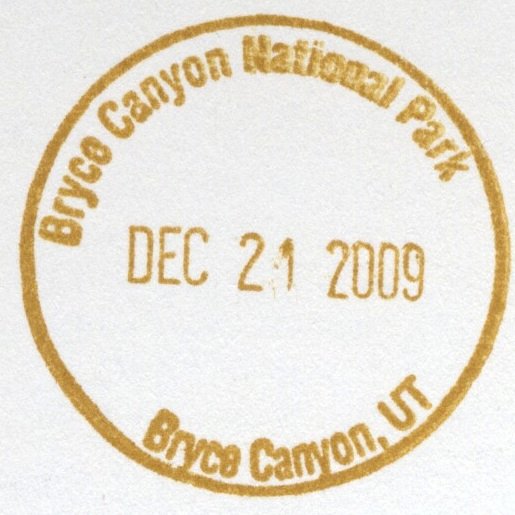 Bryce Canyon National Park
DEC 21 2009
Bryce Canyon, UT